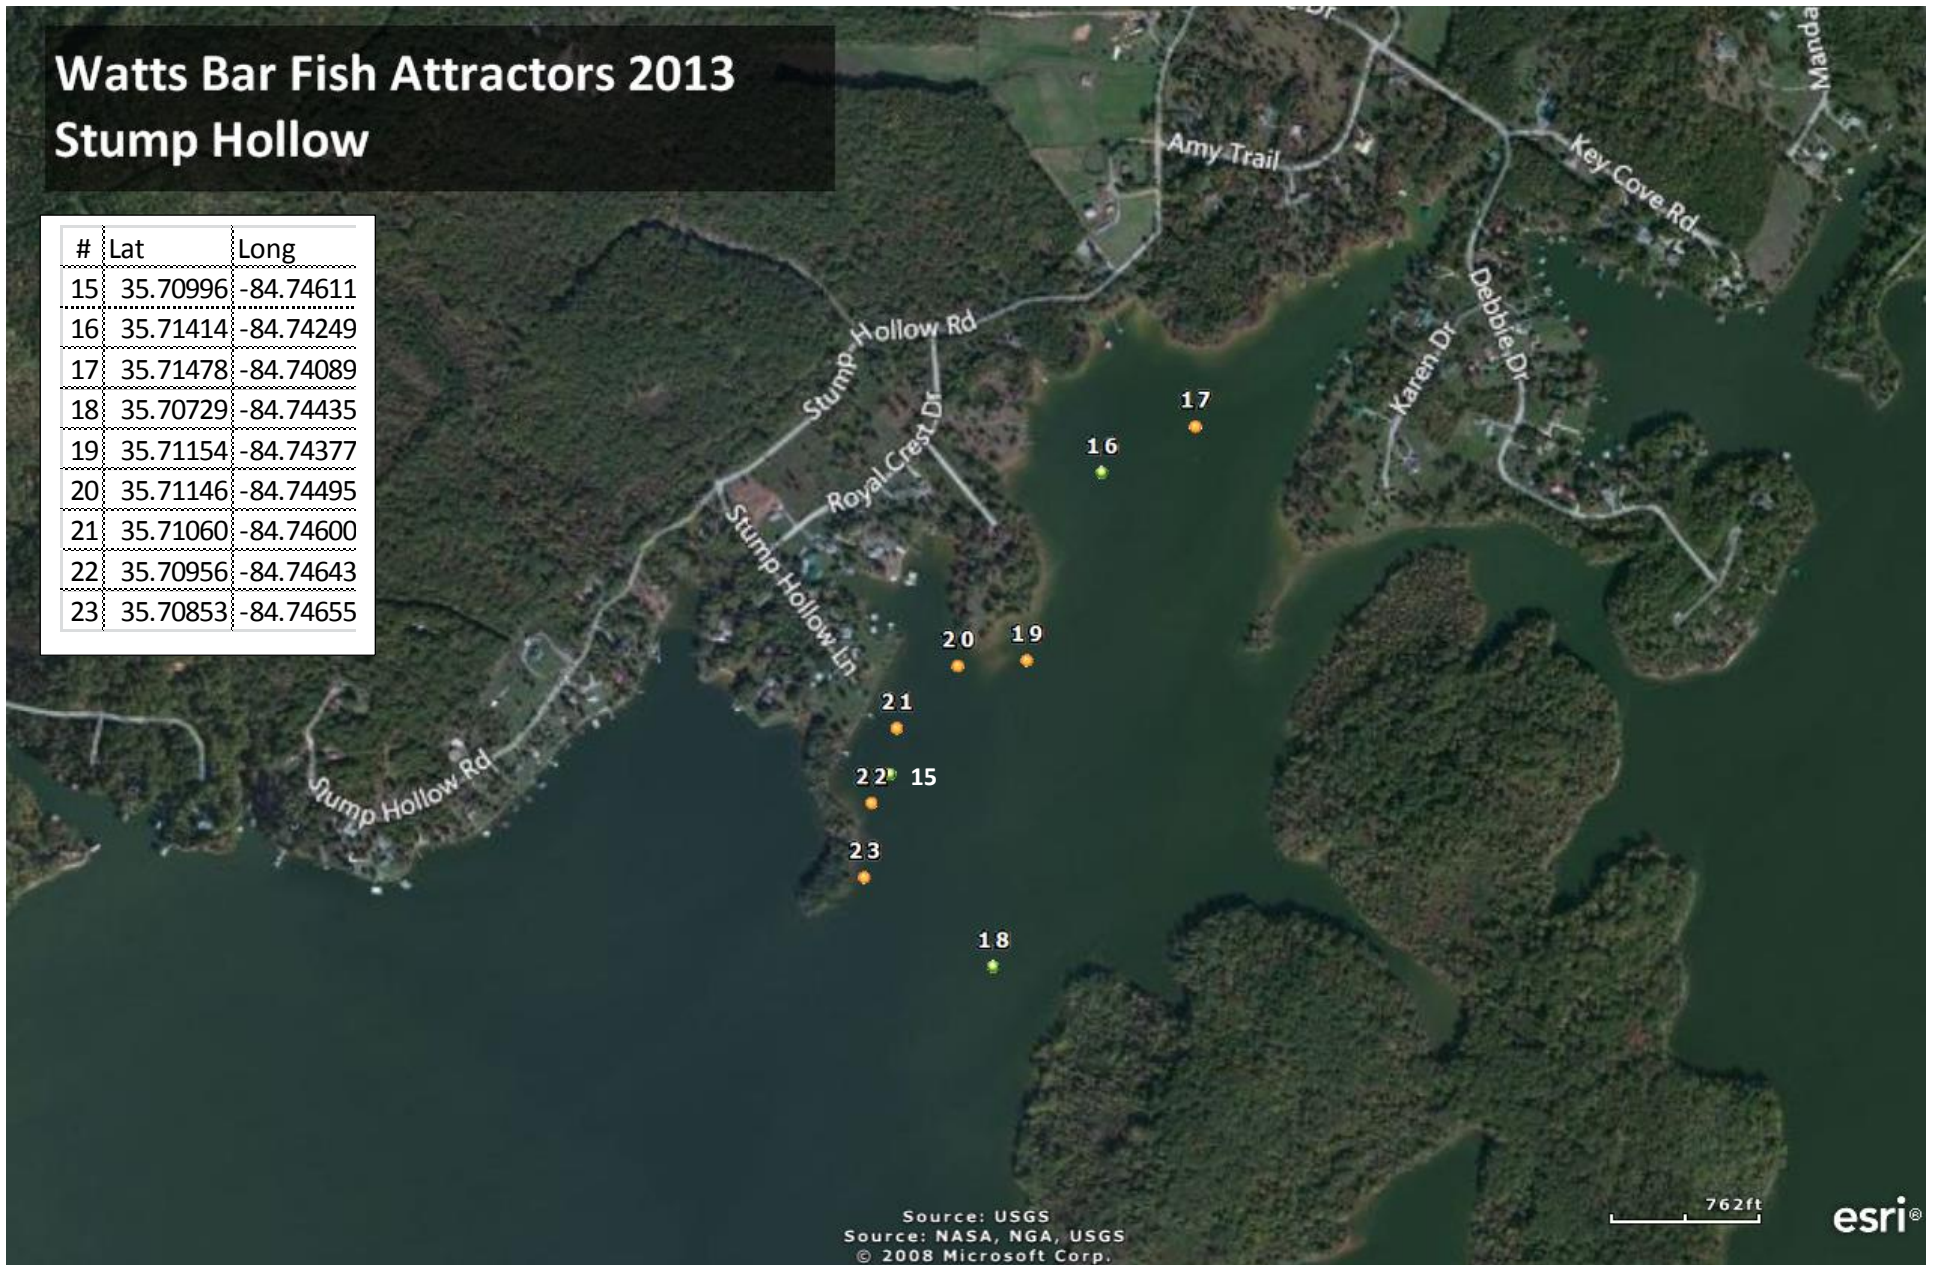 Watts Bar Fish Attractors 2013
Stump Hollow
# Lat Long
15 35.70996 -84.74611
16 35.71414 -84.74249
17 35.71478 -84.74089
18 35.70729 -84.74435
19 35.71154 -84.74377
20 35.71146 -84.74495
21 35.71060 -84.74600
22 35.70956 -84.74643
23 35.70853 -84.74655
Dr
Manda
Amy Trail
Key Cove Rd
Debbie Dr
Karen Dr
Stump Hollow Rd
Royal Crest Dr
Stump Hollow Ln
Stump Hollow Rd
17
16
20
19
21
22
15
23
18
762ft
Source: USGS
Source: NASA, NGA, USGS
© 2008 Microsoft Corp.
esri®